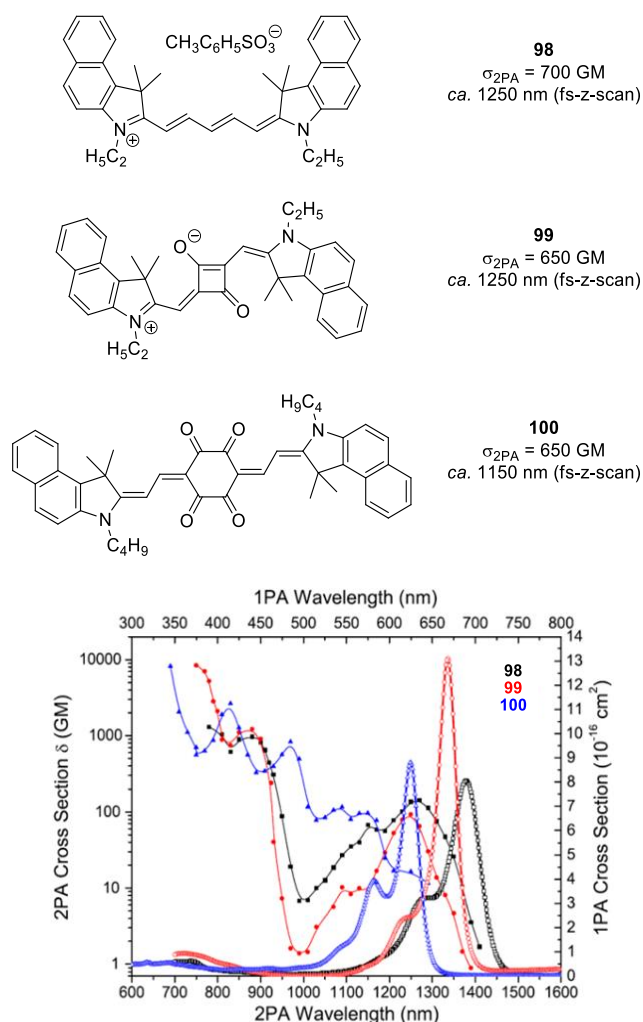 CH₃C₆H₅SO₃⊖
N
⊕
H₅C₂
N
C₂H₅
98
σ₂PA = 700 GM
ca. 1250 nm (fs-z-scan)
C₂H₅
N
O⊖
O
N
⊕
H₅C₂
99
σ₂PA = 650 GM
ca. 1250 nm (fs-z-scan)
H₉C₄
N
O
O
O
O
N
C₄H₉
100
σ₂PA = 650 GM
ca. 1150 nm (fs-z-scan)
1PA Wavelength (nm)
300 350 400 450 500 550 600 650 700 750 800
2PA Cross Section δ (GM)
10000
1000
100
10
1
98
99
100
14
13
12
11
10
9
8
7
6
5
4
3
2
1
0
1PA Cross Section (10⁻¹⁶ cm²)
600 700 800 900 1000 1100 1200 1300 1400 1500 1600
2PA Wavelength (nm)